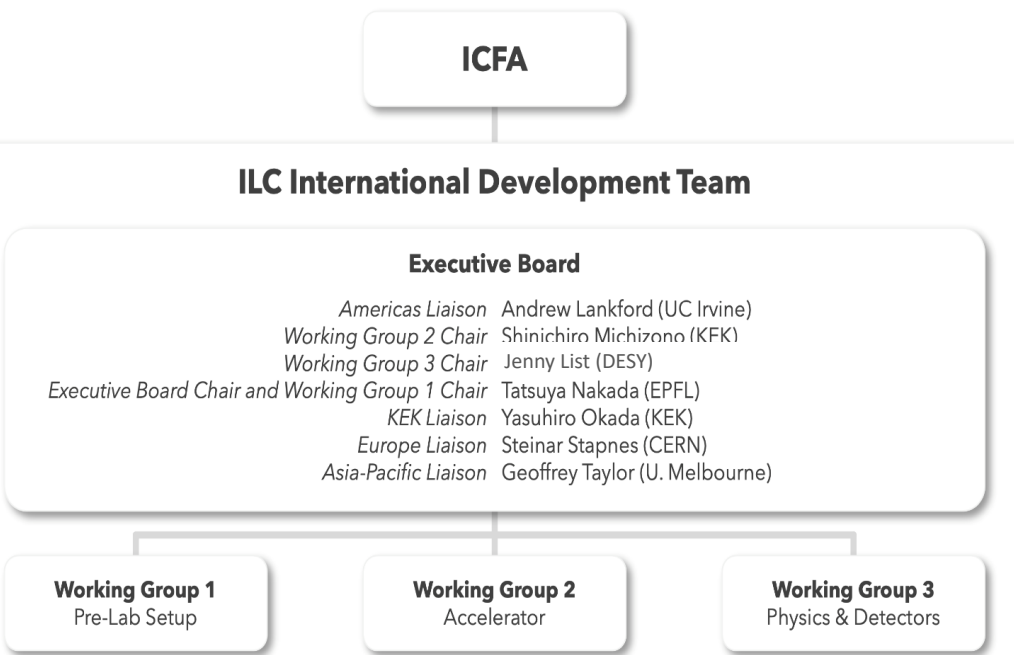 ICFA
ILC International Development Team
Executive Board
Americas Liaison Andrew Lankford (UC Irvine)
Working Group 2 Chair Shinichiro Michizono (KEK)
Working Group 3 Chair Jenny List (DESY)
Executive Board Chair and Working Group 1 Chair Tatsuya Nakada (EPFL)
KEK Liaison Yasuhiro Okada (KEK)
Europe Liaison Steinar Stapnes (CERN)
Asia-Pacific Liaison Geoffrey Taylor (U. Melbourne)
Working Group 1
Pre-Lab Setup
Working Group 2
Accelerator
Working Group 3
Physics & Detectors